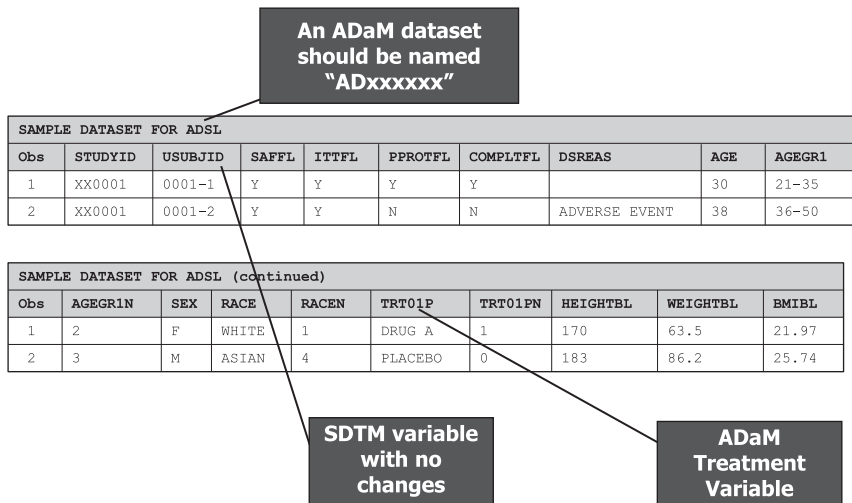 An ADaM dataset
should be named
“ADxxxxxx”
SAMPLE DATASET FOR ADSL
Obs STUDYID USUBJID SAFFL ITTFL PPROTFL COMPLTFL DSREAS AGE AGEGR1
1 XX0001 0001-1 Y Y Y Y 30 21-35
2 XX0001 0001-2 Y Y N N ADVERSE EVENT 38 36-50
SAMPLE DATASET FOR ADSL (continued)
Obs AGEGR1N SEX RACE RACEN TRT01P TRT01PN HEIGHTBL WEIGHTBL BMIBL
1 2 F WHITE 1 DRUG A 1 170 63.5 21.97
2 3 M ASIAN 4 PLACEBO 0 183 86.2 25.74
SDTM variable
with no
changes
ADaM
Treatment
Variable